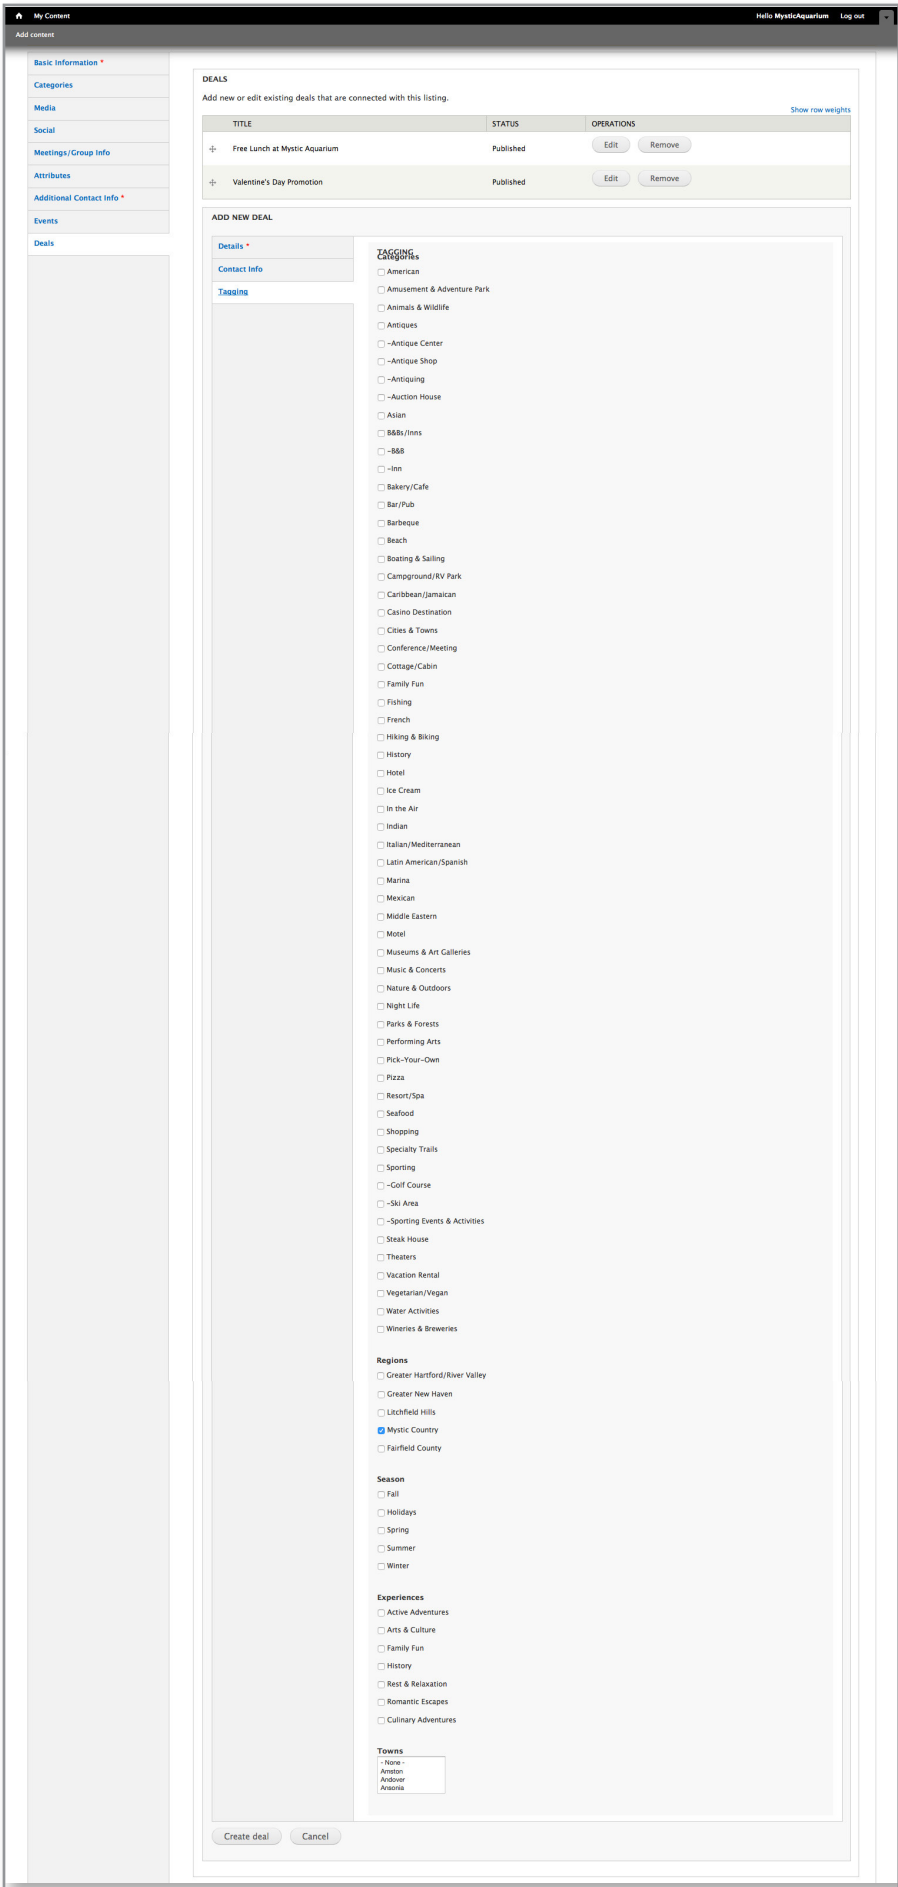 My Content
Hello MysticAquarium Log out
Add content
Basic Information *
Categories
Media
Social
Meetings/Group Info
Attributes
Additional Contact Info *
Events
Deals
DEALS
Add new or edit existing deals that are connected with this listing.
Show row weights
TITLE STATUS OPERATIONS
Free Lunch at Mystic Aquarium Published Edit Remove
Valentine's Day Promotion Published Edit Remove
ADD NEW DEAL
Details *
Contact Info
Tagging
TAGGING
Categories
American
Amusement & Adventure Park
Animals & Wildlife
Antiques
-Antique Center
-Antique Shop
-Antiquing
-Auction House
Asian
B&Bs/Inns
-B&B
-Inn
Bakery/Cafe
Bar/Pub
Barbeque
Beach
Boating & Sailing
Campground/RV Park
Caribbean/Jamaican
Casino Destination
Cities & Towns
Conference/Meeting
Cottage/Cabin
Family Fun
Fishing
French
Hiking & Biking
History
Hotel
Ice Cream
In the Air
Indian
Italian/Mediterranean
Latin American/Spanish
Marina
Mexican
Middle Eastern
Motel
Museums & Art Galleries
Music & Concerts
Nature & Outdoors
Night Life
Parks & Forests
Performing Arts
Pick-Your-Own
Pizza
Resort/Spa
Seafood
Shopping
Specialty Trails
Sporting
-Golf Course
-Ski Area
-Sporting Events & Activities
Steak House
Theaters
Vacation Rental
Vegetarian/Vegan
Water Activities
Wineries & Breweries
Regions
Greater Hartford/River Valley
Greater New Haven
Litchfield Hills
Mystic Country
Fairfield County
Season
Fall
Holidays
Spring
Summer
Winter
Experiences
Active Adventures
Arts & Culture
Family Fun
History
Rest & Relaxation
Romantic Escapes
Culinary Adventures
Towns
- None -
Amston
Andover
Ansonia
Create deal Cancel